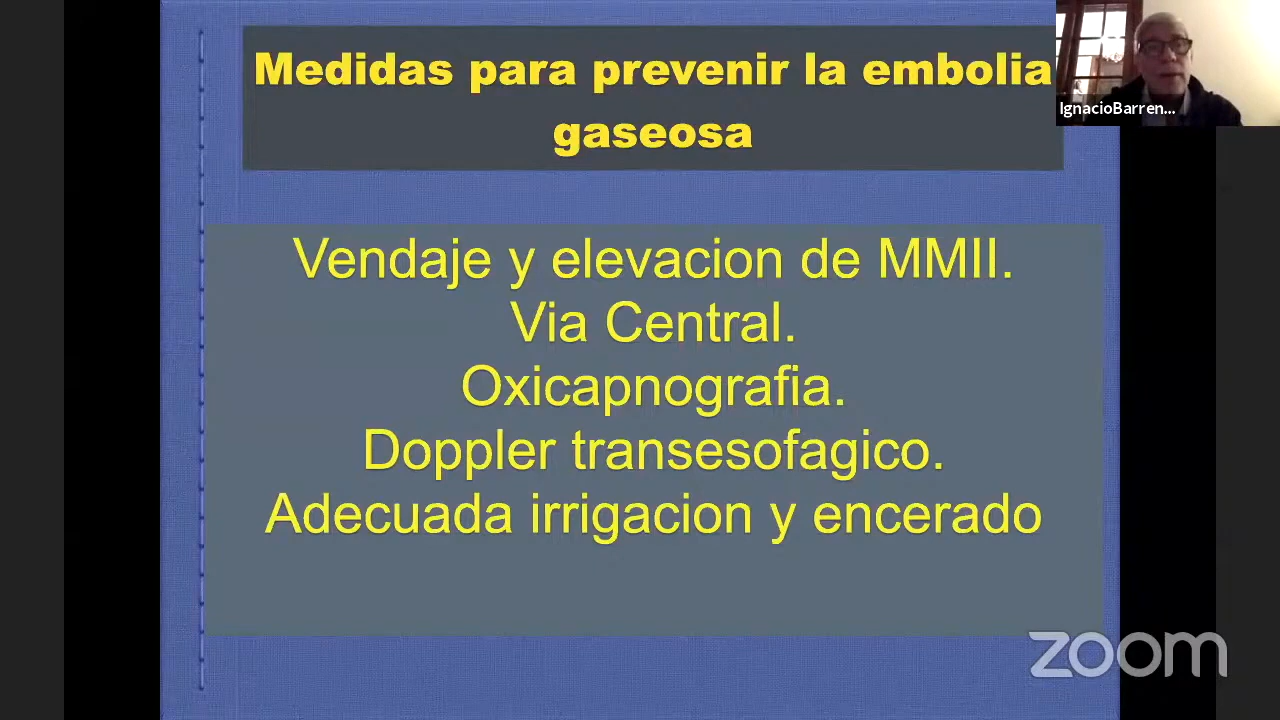 Medidas para prevenir la embolia
gaseosa
IgnacioBarren...
Vendaje y elevacion de MMII.
Via Central.
Oxicapnografia.
Doppler transesofagico.
Adecuada irrigacion y encerado
zoom